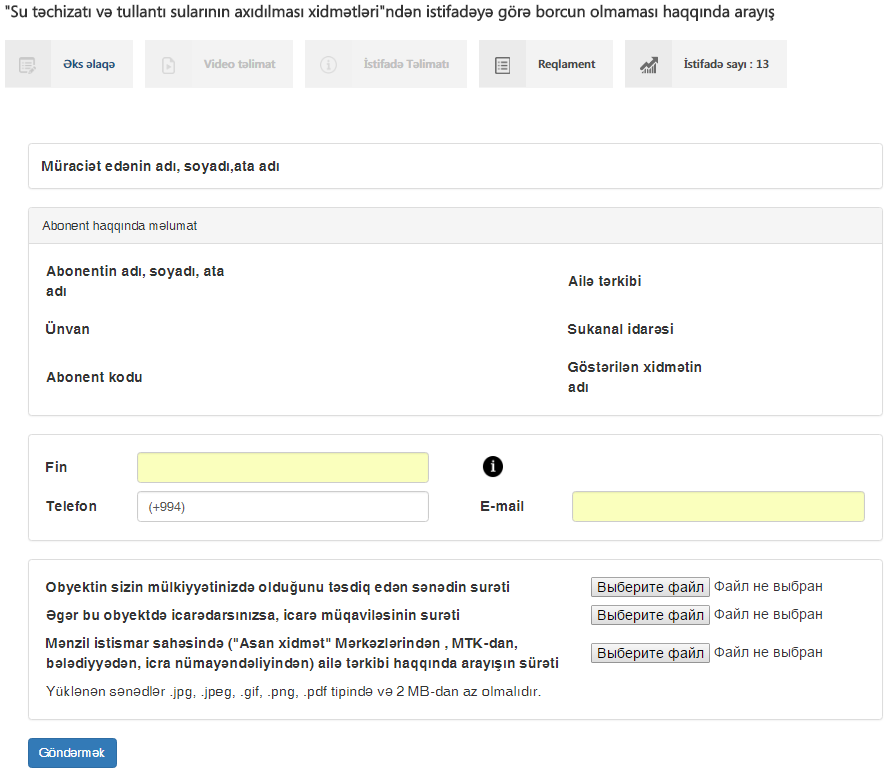 "Su təchizatı və tullantı sularının axıdılması xidmətləri"ndən istifadəyə görə borcun olmaması haqqında arayış
Əks əlaqə
Video təlimat
İstifadə Təlimatı
Reqlament
İstifadə sayı : 13
Müraciət edənin adı, soyadı,ata adı
Abonent haqqında məlumat
Abonentin adı, soyadı, ata
adı
Ailə tərkibi
Ünvan
Sukanal idarəsi
Abonent kodu
Göstərilən xidmətin
adı
Fin
Telefon
(+994)
E-mail
Obyektin sizin mülkiyyətinizdə olduğunu təsdiq edən sənədin surəti
Выберите файл Файл не выбран
Əgər bu obyektdə icarədarsınızsa, icarə müqaviləsinin surəti
Выберите файл Файл не выбран
Mənzil istismar sahəsində ("Asan xidmət" Mərkəzlərindən , MTK-dan,
bələdiyyədən, icra nümayəndəliyindən) ailə tərkibi haqqında arayışın sürəti
Выберите файл Файл не выбран
Yüklənən sənədlər .jpg, .jpeg, .gif, .png, .pdf tipində və 2 MB-dan az olmalıdır.
Göndərmək